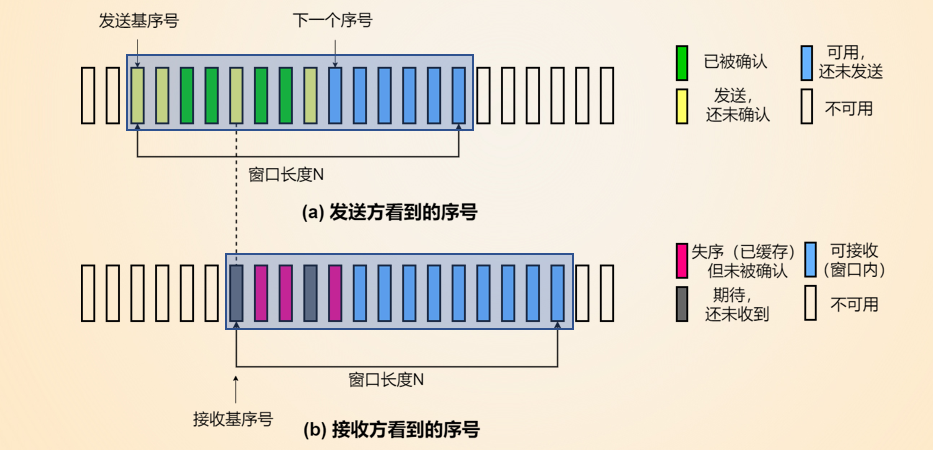 发送基序号
下一个序号
已被确认
可用，
还未发送
发送，
还未确认
不可用
窗口长度N
(a) 发送方看到的序号
失序（已缓存）
但未被确认
可接收
(窗口内)
期待，
还未收到
不可用
窗口长度N
接收基序号
(b) 接收方看到的序号